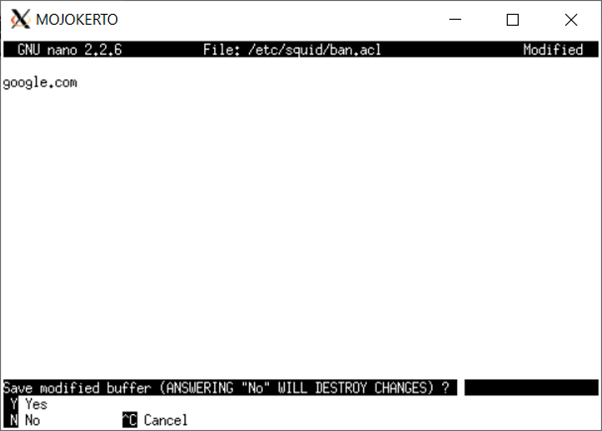 MOJOKERTO
GNU nano 2.2.6 File: /etc/squid/ban.acl Modified
google.com
Save modified buffer (ANSWERING "No" WILL DESTROY CHANGES) ?
Y Yes
N No ^C Cancel